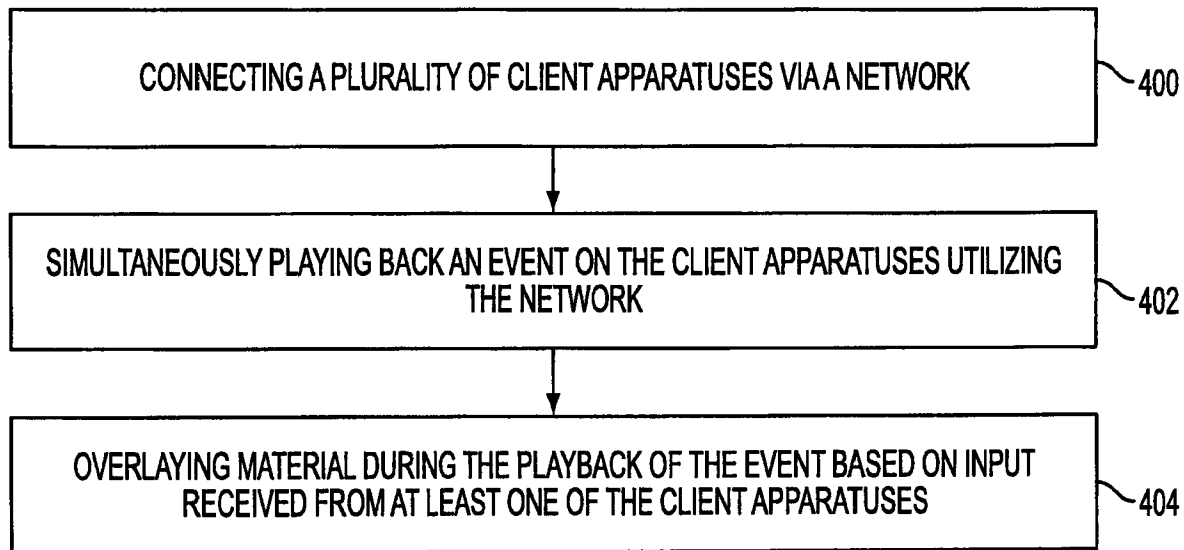 CONNECTING A PLURALITY OF CLIENT APPARATUSES VIA A NETWORK
400
SIMULTANEOUSLY PLAYING BACK AN EVENT ON THE CLIENT APPARATUSES UTILIZING
THE NETWORK
402
OVERLAYING MATERIAL DURING THE PLAYBACK OF THE EVENT BASED ON INPUT
RECEIVED FROM AT LEAST ONE OF THE CLIENT APPARATUSES
404